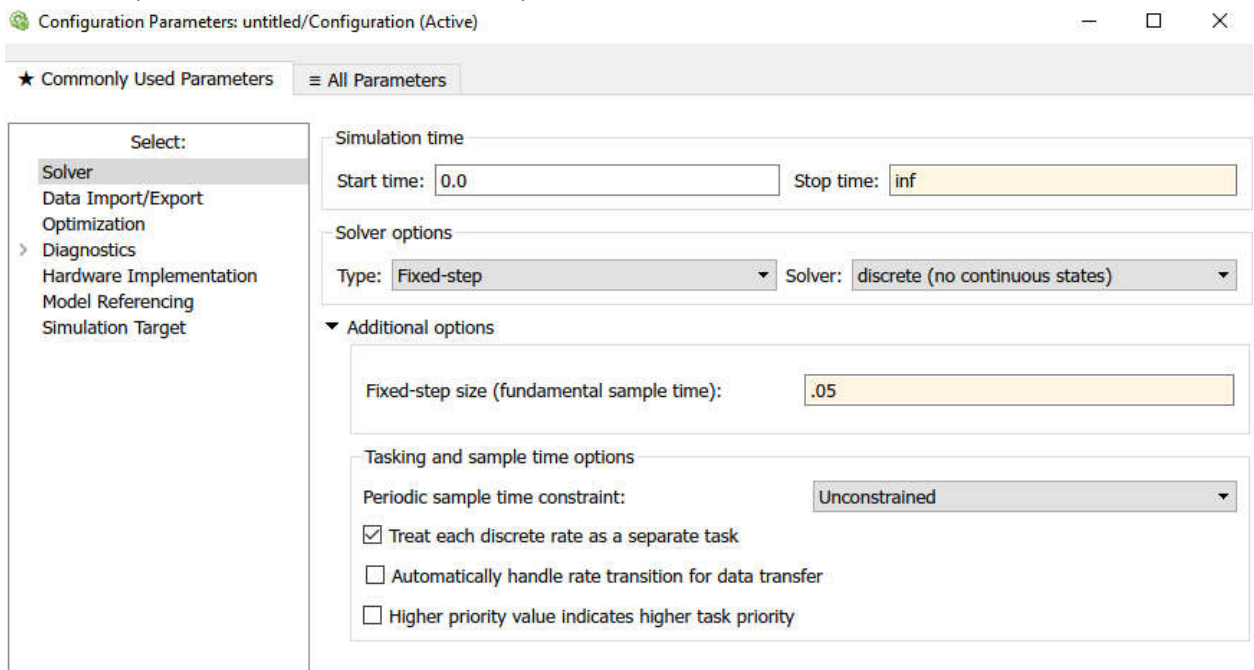 Configuration Parameters: untitled/Configuration (Active)
★ Commonly Used Parameters ≡ All Parameters
Select:
Solver
Data Import/Export
Optimization
Diagnostics
Hardware Implementation
Model Referencing
Simulation Target
Simulation time
Start time: 0.0 Stop time: inf
Solver options
Type: Fixed-step Solver: discrete (no continuous states)
Additional options
Fixed-step size (fundamental sample time): .05
Tasking and sample time options
Periodic sample time constraint: Unconstrained
Treat each discrete rate as a separate task
Automatically handle rate transition for data transfer
Higher priority value indicates higher task priority